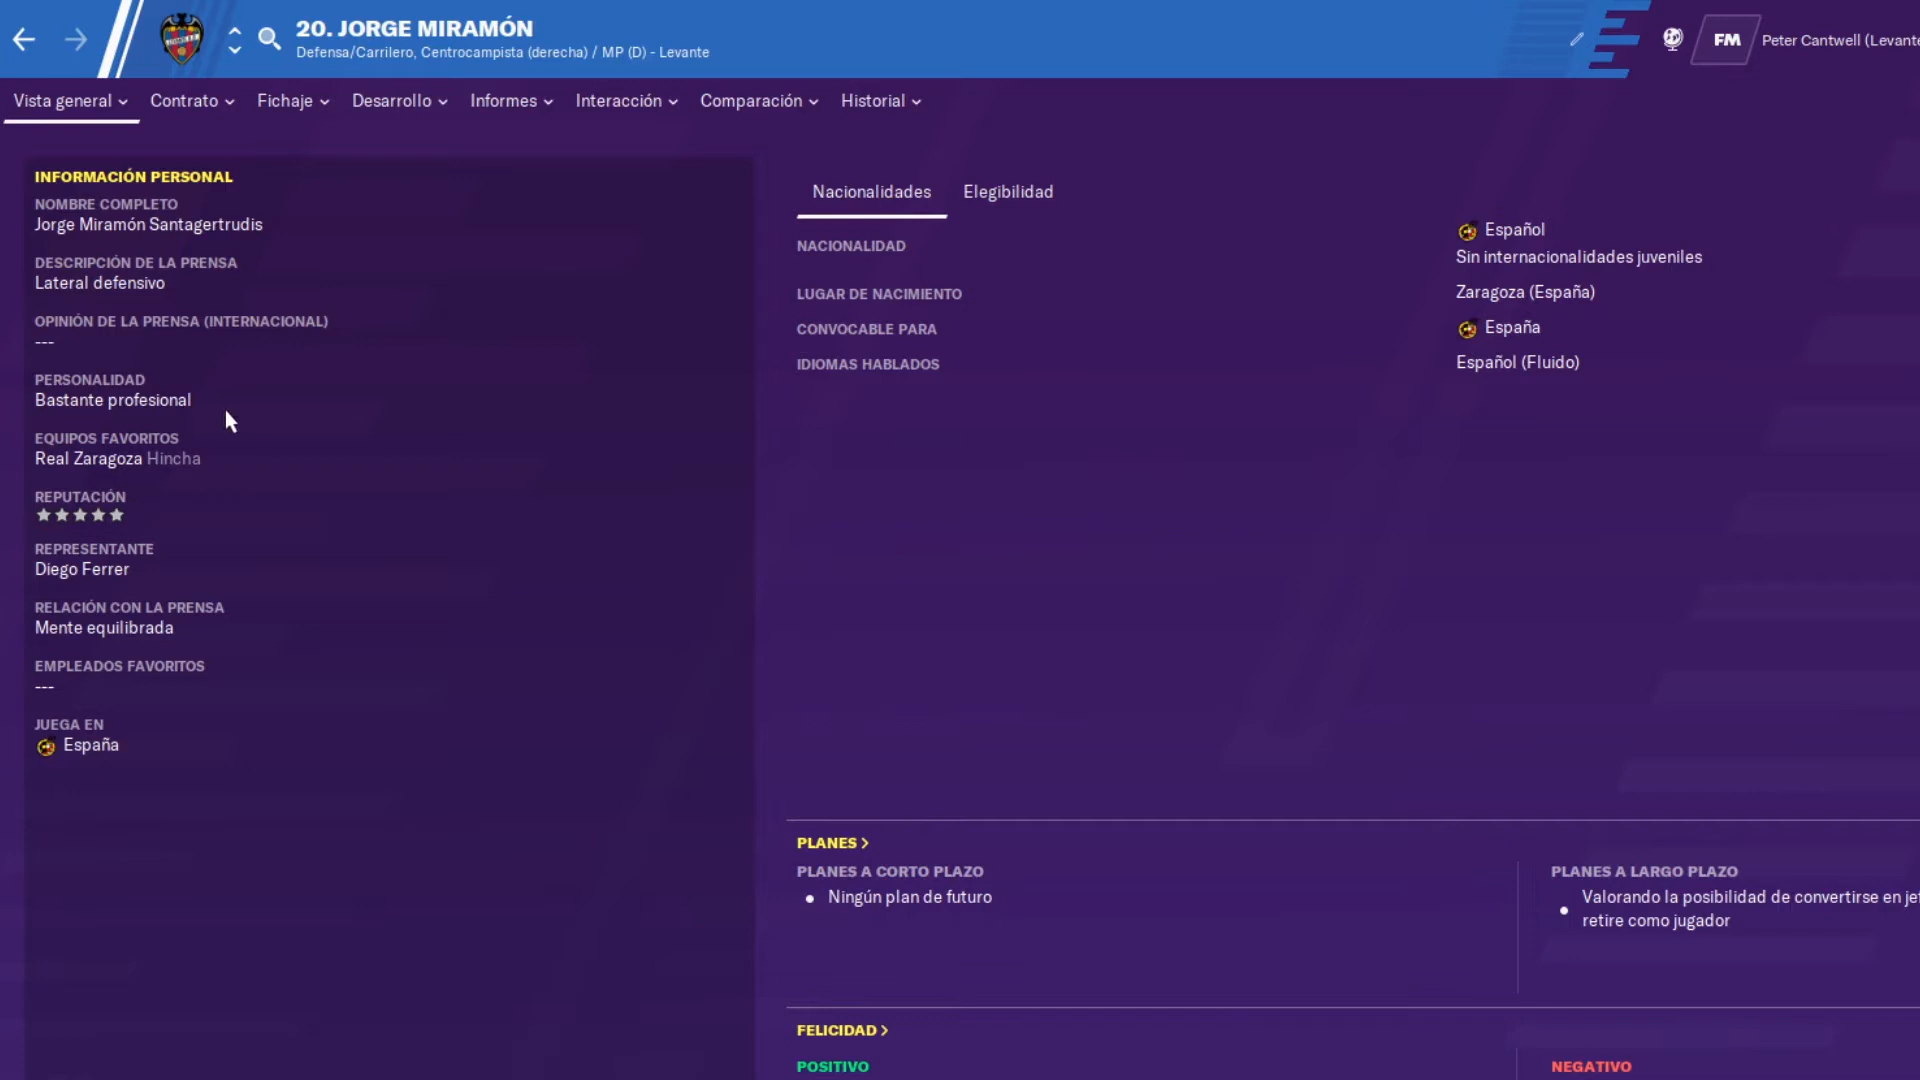 20. JORGE MIRAMÓN
Defensa/Carrilero, Centrocampista (derecha) / MP (D) - Levante
FM
Peter Cantwell (Levante
Vista general
Contrato
Fichaje
Desarrollo
Informes
Interacción
Comparación
Historial
INFORMACIÓN PERSONAL
NOMBRE COMPLETO
Jorge Miramón Santagertrudis
DESCRIPCIÓN DE LA PRENSA
Lateral defensivo
OPINIÓN DE LA PRENSA (INTERNACIONAL)
---
PERSONALIDAD
Bastante profesional
EQUIPOS FAVORITOS
Real Zaragoza Hincha
REPUTACIÓN
REPRESENTANTE
Diego Ferrer
RELACIÓN CON LA PRENSA
Mente equilibrada
EMPLEADOS FAVORITOS
---
JUEGA EN
España
Nacionalidades
Elegibilidad
NACIONALIDAD
Español
Sin internacionalidades juveniles
LUGAR DE NACIMIENTO
Zaragoza (España)
CONVOCABLE PARA
España
IDIOMAS HABLADOS
Español (Fluido)
PLANES >
PLANES A CORTO PLAZO
• Ningún plan de futuro
PLANES A LARGO PLAZO
• Valorando la posibilidad de convertirse en
retire como jugador
FELICIDAD >
POSITIVO
NEGATIVO